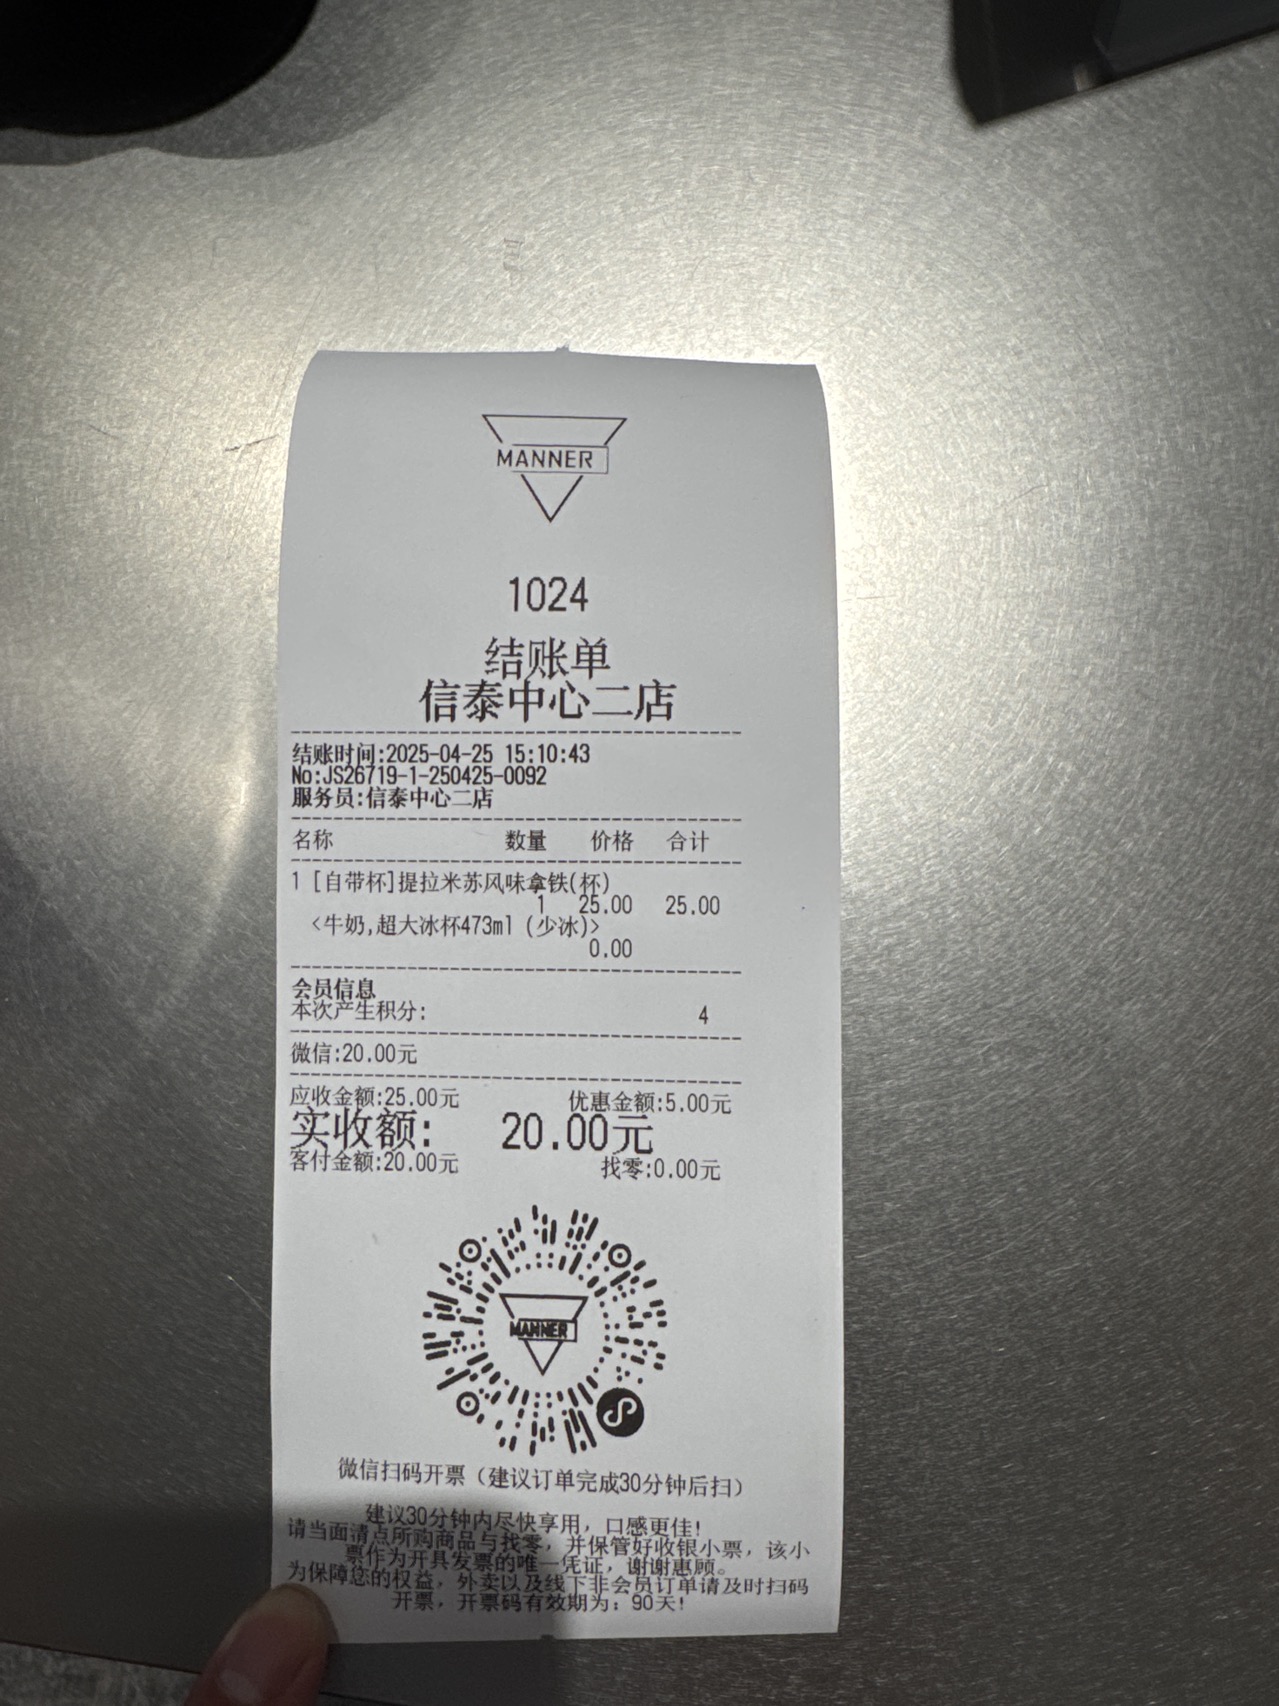 MANNER
1024
结账单
信泰中心二店
结账时间:2025-04-25 15:10:43
No:JS26719-1-250425-0092
服务员:信泰中心二店
名称 数量 价格 合计
1 [自带杯]提拉米苏风味拿铁(杯)
1 25.00 25.00
<牛奶,超大冰杯473ml (少冰)>
0.00
会员信息
本次产生积分: 4
微信:20.00元
应收金额:25.00元 优惠金额:5.00元
实收额: 20.00元
客付金额:20.00元 找零:0.00元
MANNER
微信扫码开票（建议订单完成30分钟后扫）
建议30分钟内尽快享用，口感更佳！
请当面清点所购商品与找零，并保管好收银小票，该小
票作为开具发票的唯一凭证，谢谢惠顾。
为保障您的权益，外卖以及线下非会员订单请及时扫码
开票，开票码有效期为：90天！